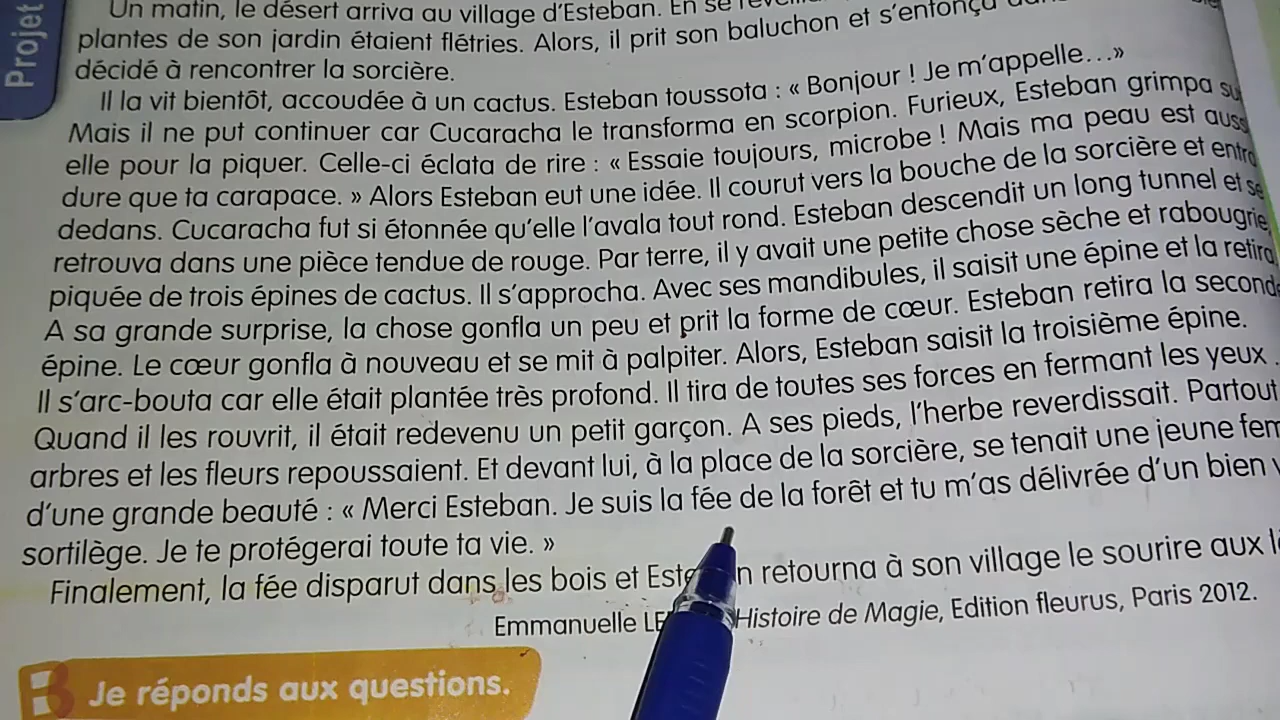 Projet
Un matin, le désert arriva au village d'Esteban. En se
plantes de son jardin étaient flétries. Alors, il prit son baluchon et s'enfonça
décidé à rencontrer la sorcière.
Il la vit bientôt, accoudée à un cactus. Esteban toussota : « Bonjour ! Je m'appelle...»
Mais il ne put continuer car Cucaracha le transforma en scorpion. Furieux, Esteban grimpa su
elle pour la piquer. Celle-ci éclata de rire : « Essaie toujours, microbe ! Mais ma peau est auss
dure que ta carapace. » Alors Esteban eut une idée. Il courut vers la bouche de la sorcière et entra
dedans. Cucaracha fut si étonnée qu'elle l'avala tout rond. Esteban descendit un long tunnel et se
retrouva dans une pièce tendue de rouge. Par terre, il y avait une petite chose sèche et rabougrie,
piquée de trois épines de cactus. Il s'approcha. Avec ses mandibules, il saisit une épine et la retira
A sa grande surprise, la chose gonfla un peu et prit la forme de cœur. Esteban retira la seconde
épine. Le cœur gonfla à nouveau et se mit à palpiter. Alors, Esteban saisit la troisième épine.
Il s'arc-bouta car elle était plantée très profond. Il tira de toutes ses forces en fermant les yeux
Quand il les rouvrit, il était redevenu un petit garçon. A ses pieds, l'herbe reverdissait. Partout
arbres et les fleurs repoussaient. Et devant lui, à la place de la sorcière, se tenait une jeune fem
d'une grande beauté : « Merci Esteban. Je suis la fée de la forêt et tu m'as délivrée d'un bien
sortilège. Je te protégerai toute ta vie. »
Finalement, la fée disparut dans les bois et Este n retourna à son village le sourire aux
Emmanuelle LE Histoire de Magie, Edition fleurus, Paris 2012.
Je réponds aux questions.